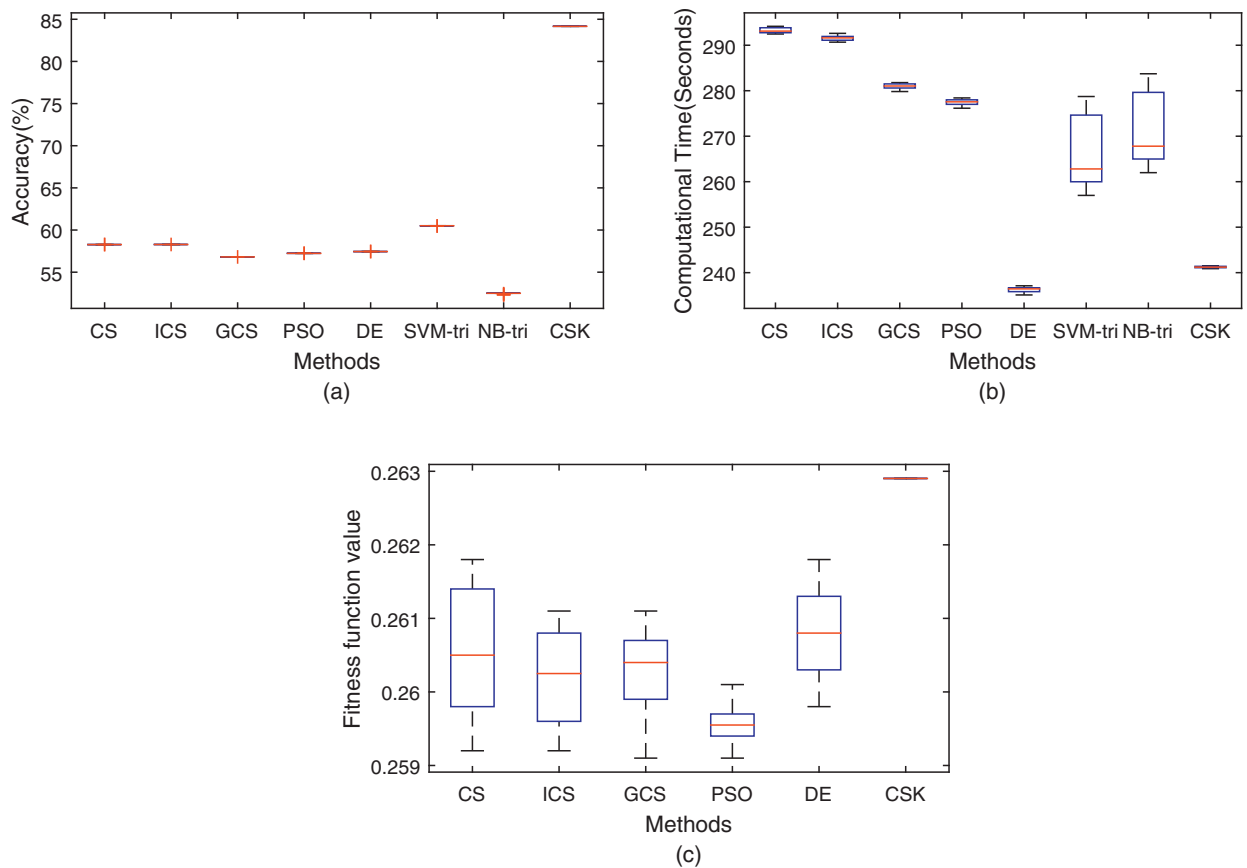 85
80
75
70
65
60
55
Accuracy(%)
CS ICS GCS PSO DE SVM-tri NB-tri CSK
Methods
(a)
290
280
270
260
250
240
Computational Time(Seconds)
CS ICS GCS PSO DE SVM-tri NB-tri CSK
Methods
(b)
0.263
0.262
0.261
0.26
0.259
Fitness function value
CS ICS GCS PSO DE CSK
Methods
(c)